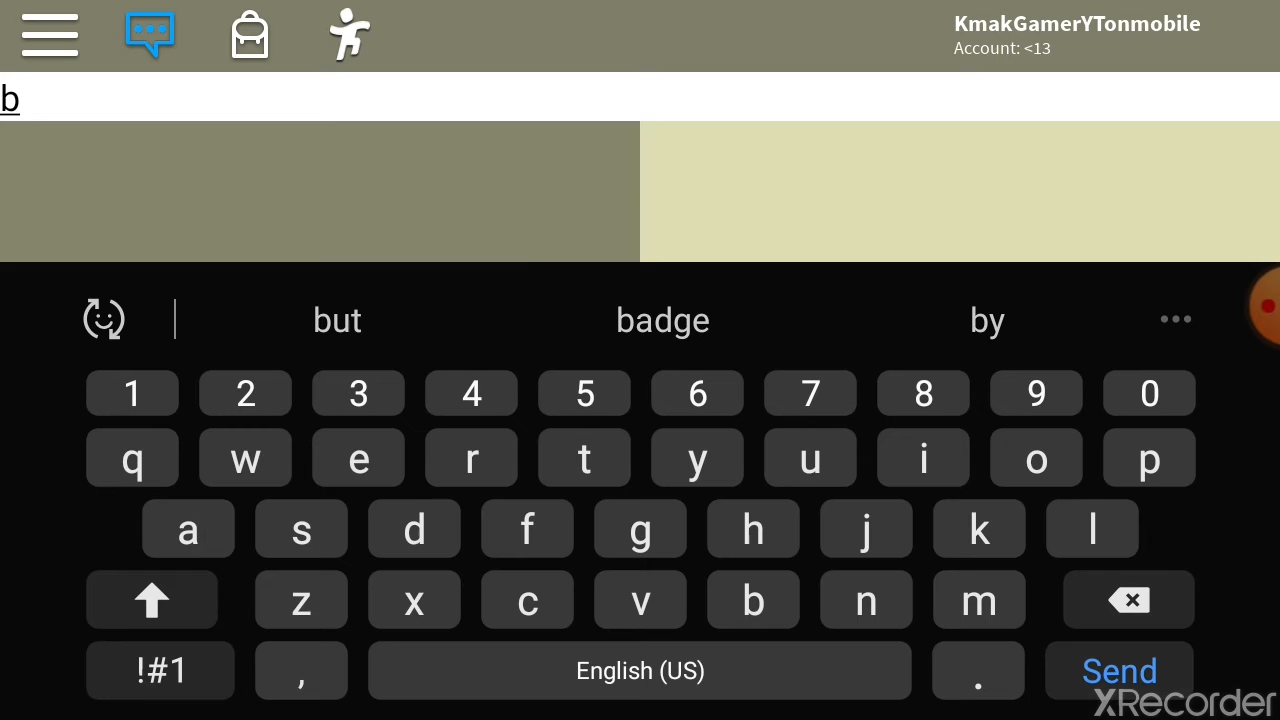 KmakGamerYTonmobile
Account: <13
b
but badge by
1 2 3 4 5 6 7 8 9 0
q w e r t y u i o p
a s d f g h j k l
z x c v b n m
!#1 , English (US) . Send
XRecorder